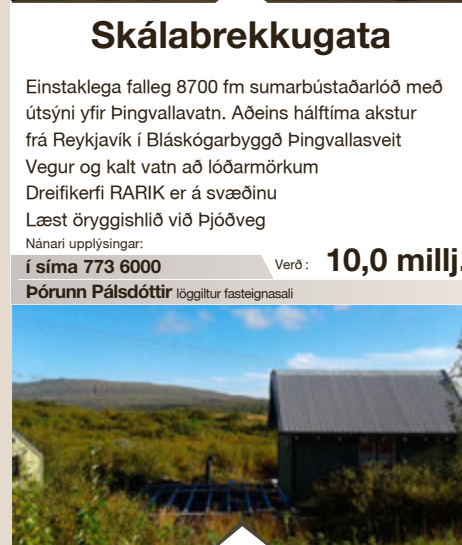 Skálabrekkugata
Einstaklega falleg 8700 fm sumarbústaðarlóð með
útsýni yfir Þingvallavatn. Aðeins hálftíma akstur
frá Reykjavík í Bláskógarbyggð Þingvallasveit
Vegur og kalt vatn að lóðarmörkum
Dreifikerfi RARIK er á svæðinu
Læst öryggishlið við Þjóðveg
Nánari upplýsingar:
í síma 773 6000
Verð : 10,0 millj.
Þórunn Pálsdóttir löggiltur fasteignasali